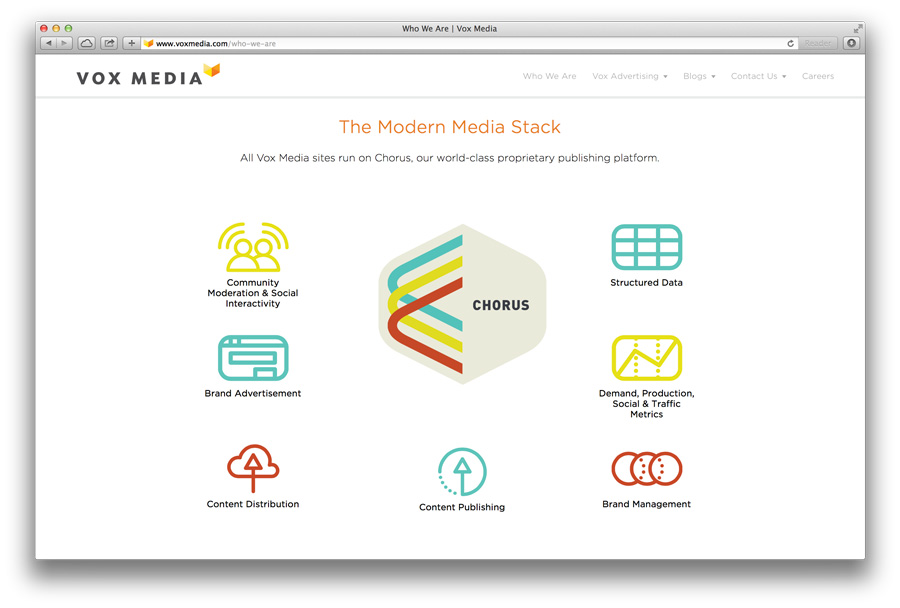 Who We Are | Vox Media
www.voxmedia.com/who-we-are
Reader
VOX MEDIA
Who We Are Vox Advertising Blogs Contact Us Careers
The Modern Media Stack
All Vox Media sites run on Chorus, our world-class proprietary publishing platform.
Community
Moderation & Social
Interactivity
CHORUS
Structured Data
Brand Advertisement
Demand, Production,
Social & Traffic
Metrics
Content Distribution
Content Publishing
Brand Management